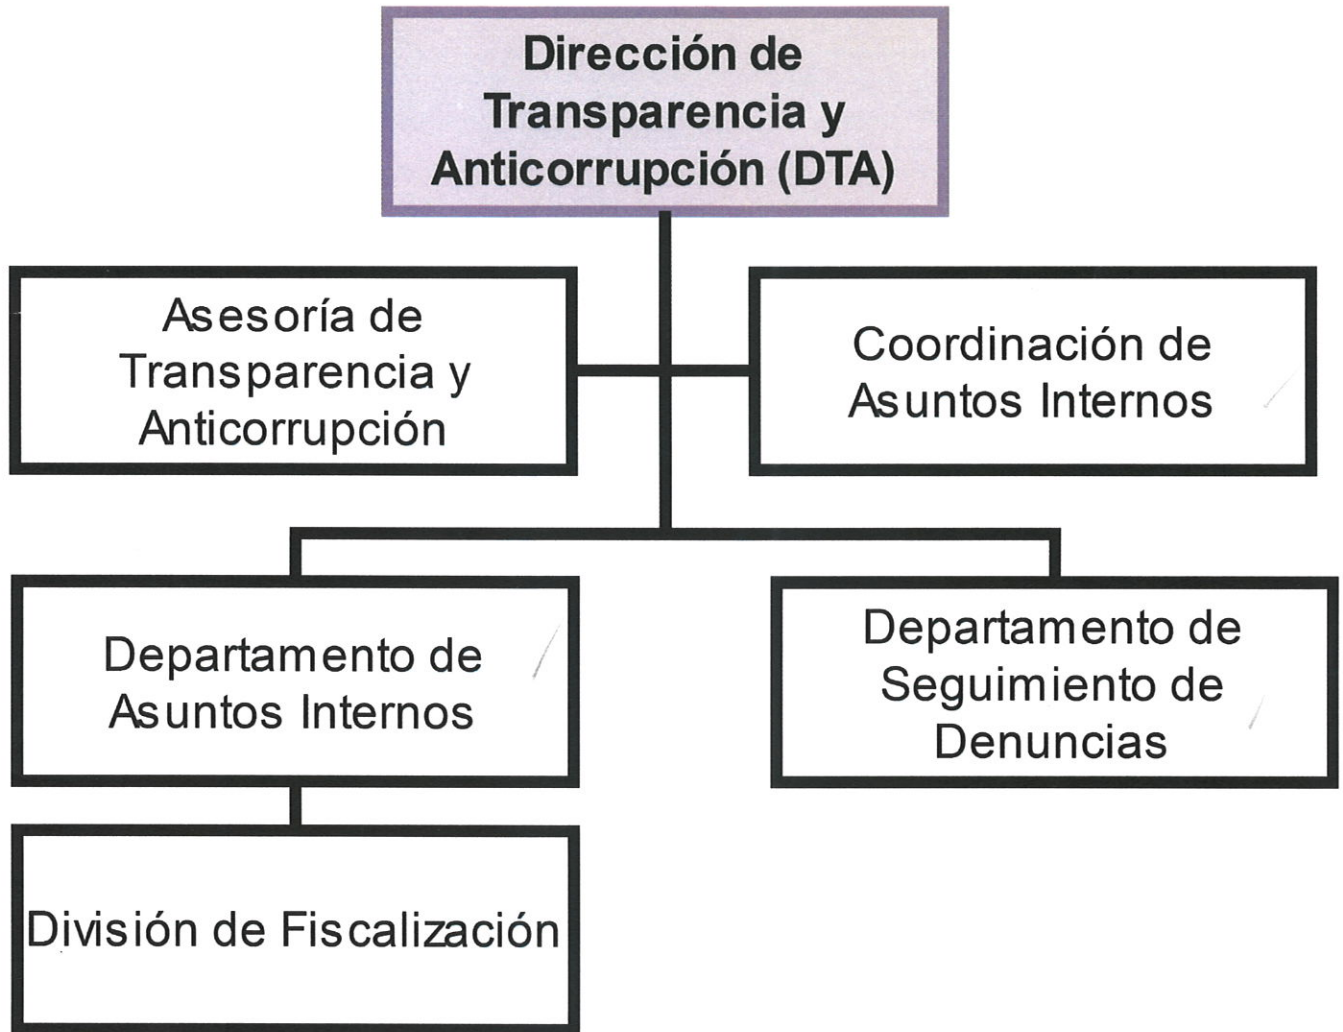 Dirección de
Transparencia y
Anticorrupción (DTA)
Asesoría de
Transparencia y
Anticorrupción
Coordinación de
Asuntos Internos
Departamento de
Asuntos Internos
Departamento de
Seguimiento de
Denuncias
División de Fiscalización